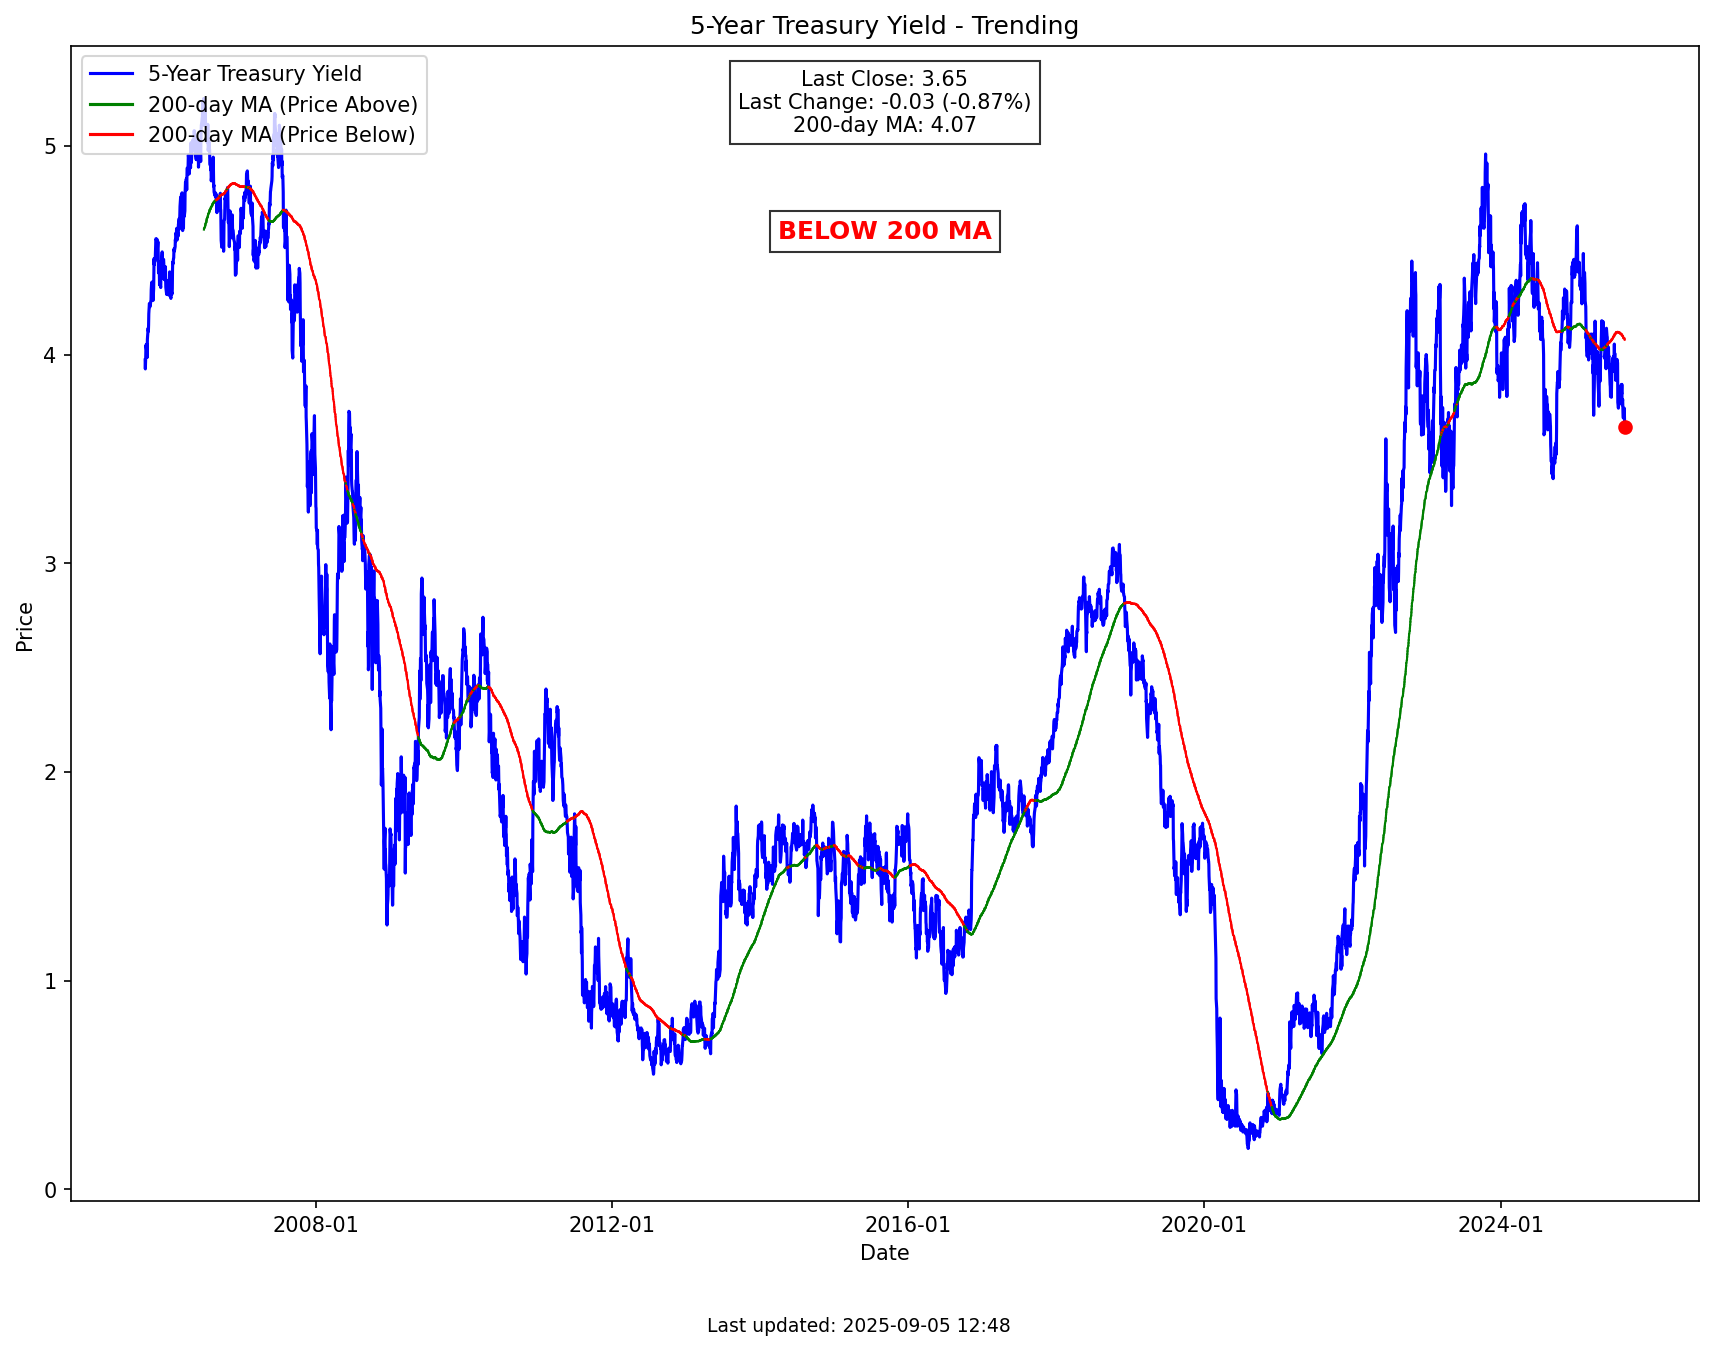 5-Year Treasury Yield - Trending
5-Year Treasury Yield
200-day MA (Price Above)
200-day MA (Price Below)
Last Close: 3.65
Last Change: -0.03 (-0.87%)
200-day MA: 4.07
BELOW 200 MA
5
4
3
2
1
0
Price
2008-01
2012-01
2016-01
2020-01
2024-01
Date
Last updated: 2025-09-05 12:48